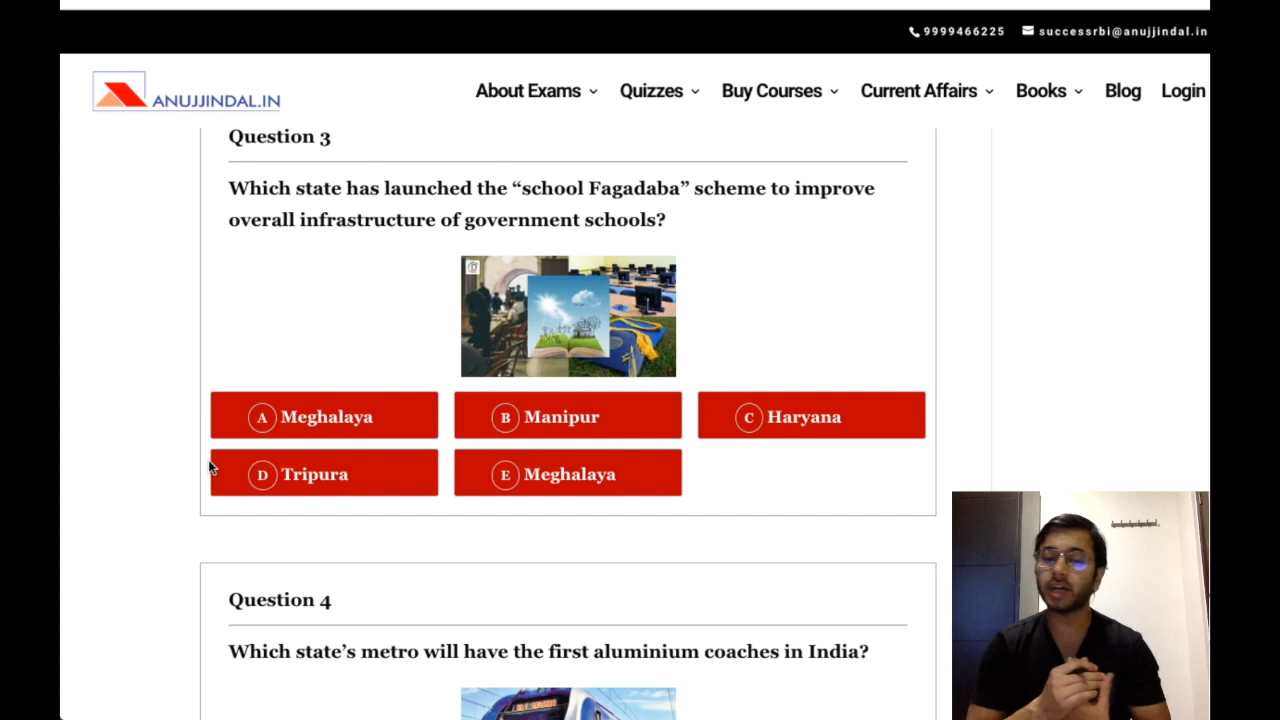 9999466225 successrbi@anujjindal.in
ANUJJINDAL.IN
About Exams Quizzes Buy Courses Current Affairs Books Blog Login
Question 3
Which state has launched the “school Fagadaba” scheme to improve
overall infrastructure of government schools?
A Meghalaya B Manipur C Haryana
D Tripura E Meghalaya
Question 4
Which state’s metro will have the first aluminium coaches in India?